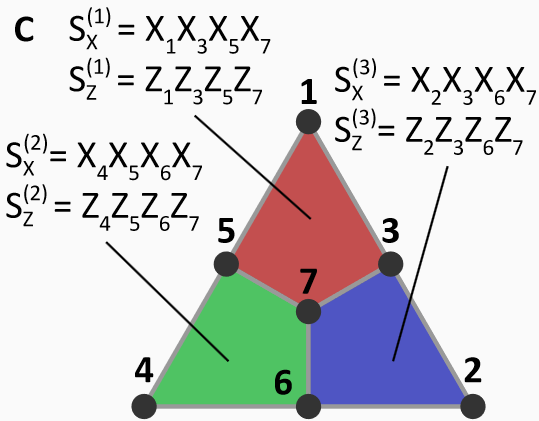 C
S_X^(1) = X_1X_3X_5X_7
S_Z^(1) = Z_1Z_3Z_5Z_7
S_X^(3) = X_2X_3X_6X_7
S_Z^(3) = Z_2Z_3Z_6Z_7
S_X^(2) = X_4X_5X_6X_7
S_Z^(2) = Z_4Z_5Z_6Z_7
1
5
3
7
4
6
2